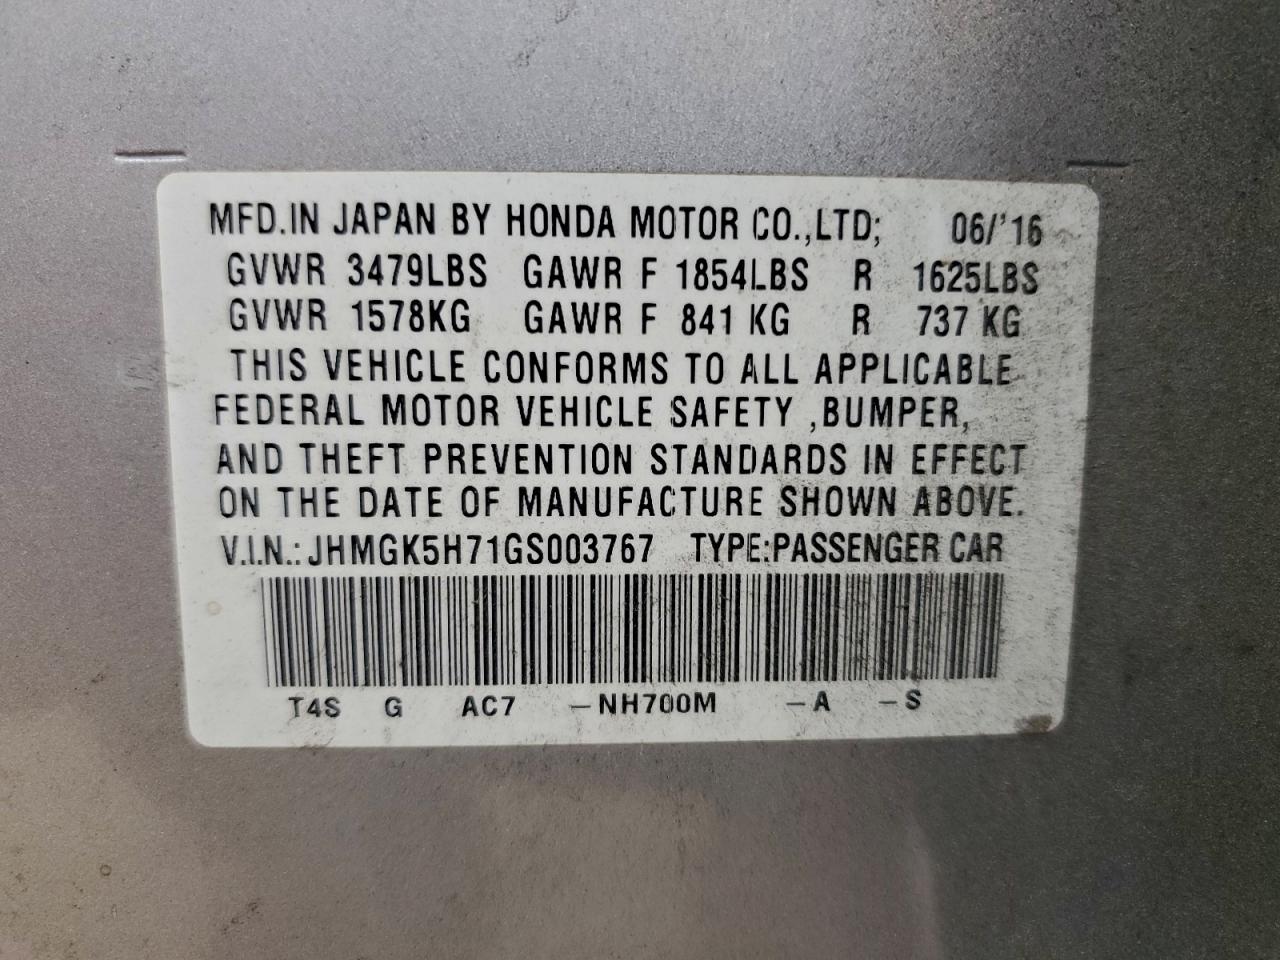 MFD.IN JAPAN BY HONDA MOTOR CO.,LTD; 06/'16
GVWR 3479LBS GAWR F 1854LBS R 1625LBS
GVWR 1578KG GAWR F 841 KG R 737 KG
THIS VEHICLE CONFORMS TO ALL APPLICABLE
FEDERAL MOTOR VEHICLE SAFETY ,BUMPER,
AND THEFT PREVENTION STANDARDS IN EFFECT
ON THE DATE OF MANUFACTURE SHOWN ABOVE.
V.I.N.: JHMGK5H71GS003767 TYPE:PASSENGER CAR
T4S G AC7 –NH700M –A –S